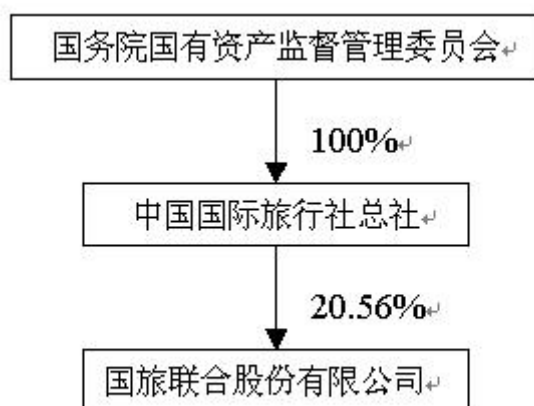 国务院国有资产监督管理委员会
100%
中国国际旅行社总社
20.56%
国旅联合股份有限公司